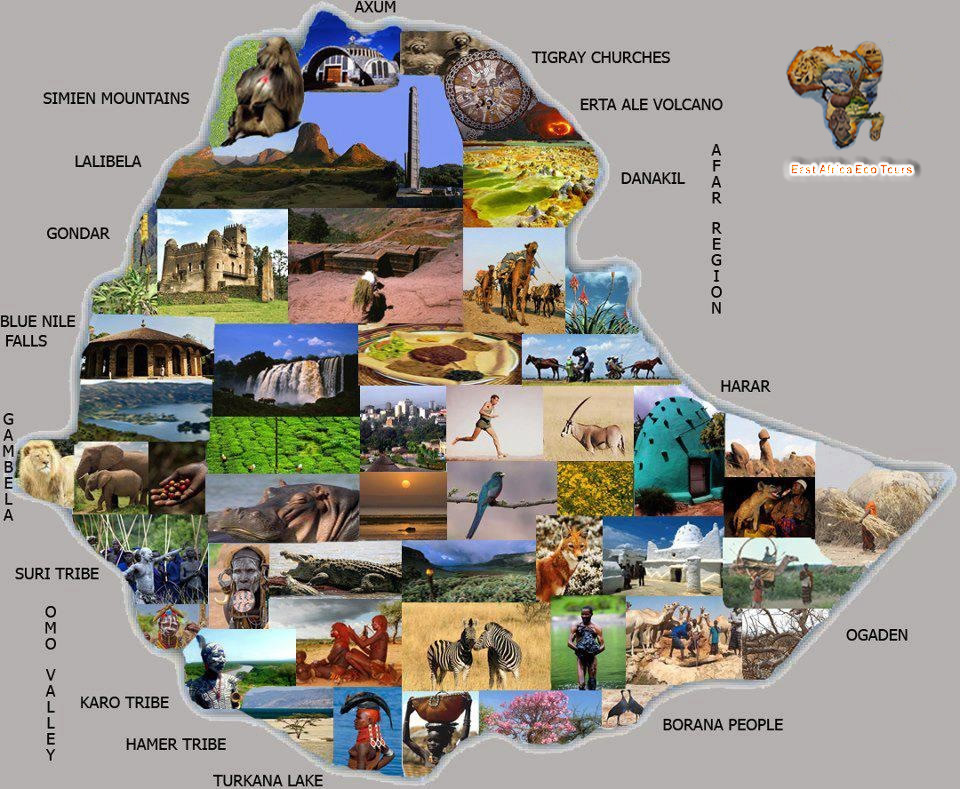 AXUM
TIGRAY CHURCHES
SIMIEN MOUNTAINS
ERTA ALE VOLCANO
LALIBELA
DANAKIL
AFAR REGION
East Africa Eco Tours
GONDAR
BLUE NILE
FALLS
HARAR
GAMBELA
SURI TRIBE
OMO VALLEY
OGADEN
KARO TRIBE
BORANA PEOPLE
HAMER TRIBE
TURKANA LAKE